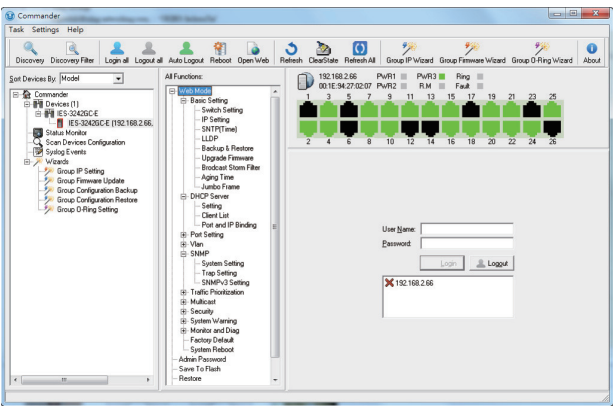 Commander
Task Settings Help
Discovery Discovery Filter Login all Logout all Auto Logout Reboot Open Web Refresh ClearState Refresh All Group IP Wizard Group Firmware Wizard Group O-Ring Wizard About
Sort Devices By: Model
Commander
Devices (1)
IES-3242GC-E
IES-3242GC-E [192.168.2.66,
Status Monitor
Scan Devices Configuration
Syslog Events
Wizards
Group IP Setting
Group Firmware Update
Group Configuration Backup
Group Configuration Restore
Group O-Ring Setting
All Functions:
Web Mode
Basic Setting
Switch Setting
IP Setting
SNTP(Time)
LLDP
Backup & Restore
Upgrade Firmware
Brodcast Storm Filter
Aging Time
Jumbo Frame
DHCP Server
Setting
Client List
Port and IP Binding
Port Setting
Vlan
SNMP
System Setting
Trap Setting
SNMPv3 Setting
Traffic Prioritization
Multicast
Security
System Warning
Monitor and Diag
Factory Default
System Reboot
Admin Password
Save To Flash
Restore
192.168.2.66 PWR1 PWR3 Ring
00:1E:94:27:02:07 PWR2 R.M Fault
1 3 5 7 9 11 13 15 17 19 21 23 25
2 4 6 8 10 12 14 16 18 20 22 24 26
User Name:
Password:
Login Logout
192.168.2.66